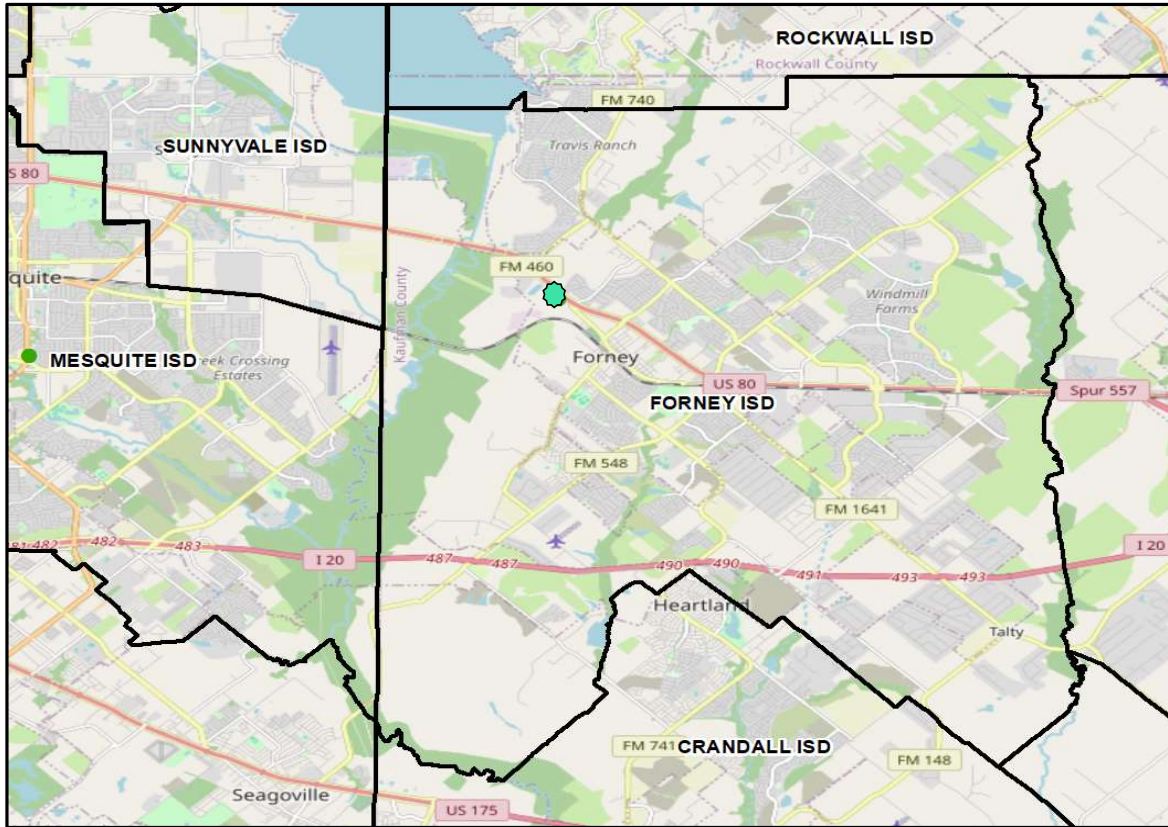 ROCKWALL ISD
Rockwall County
FM 740
SUNNYVALE ISD
Travis Ranch
S 80
FM 460
quite
Kaufman County
Windmill
Farms
MESQUITE ISD
eek Crossing
Estates
Forney
US 80
Spur 557
FORNEY ISD
FM 548
FM 1641
481 482
482
483
I 20
487
487
490
490
491
493
493
I 20
Heartland
Talty
FM 741
CRANDALL ISD
FM 148
Seagoville
US 175